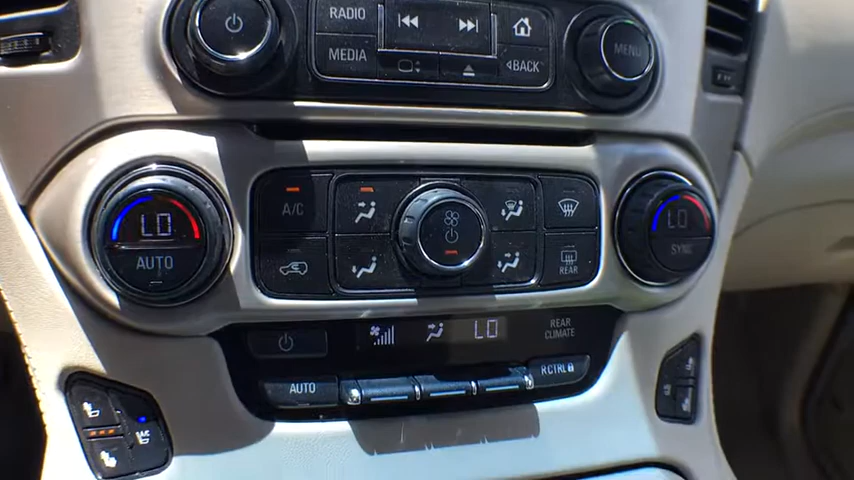 RADIO
MEDIA
BACK
MENU
A/C
LO
AUTO
REAR
LO
SYNC
LO
REAR
CLIMATE
AUTO
RCTRL